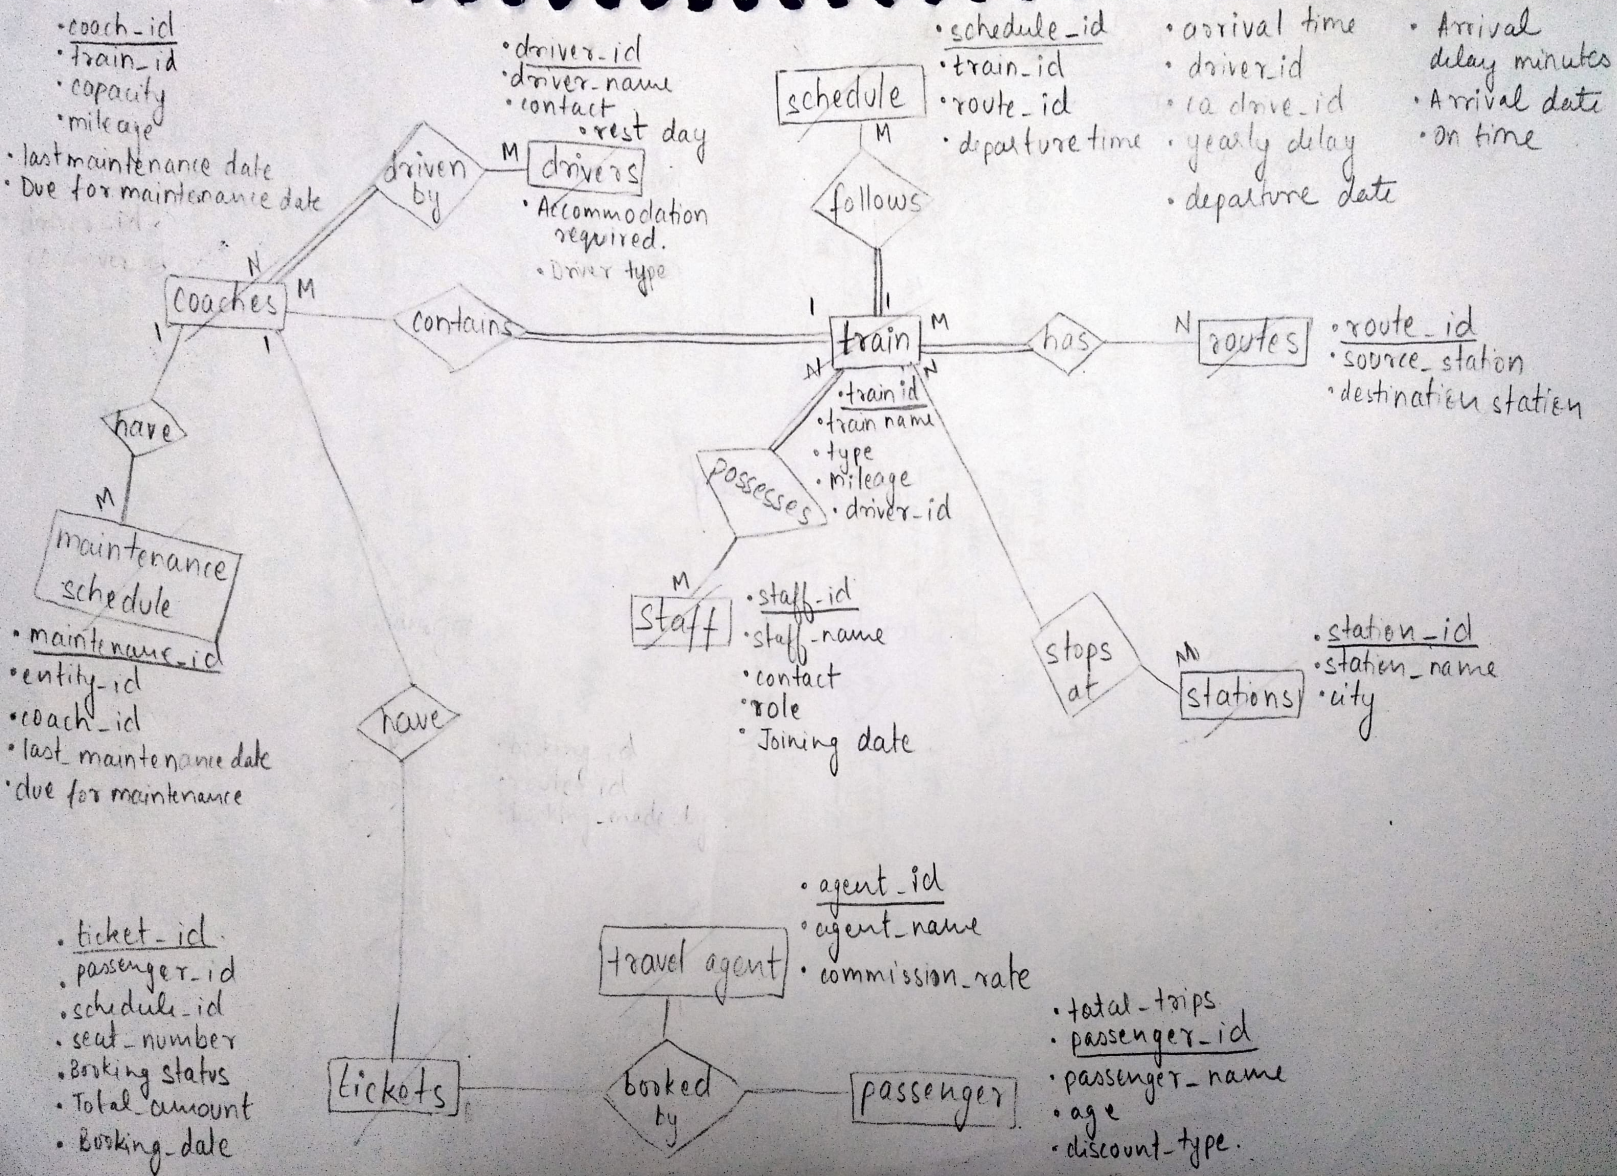 • coach_id
• train_id
• capacity
• mileage
• last maintenance date
• Due for maintenance date
• driver_id
• driver_name
• contact
• rest day
drivers
• Accommodation
required.
• Driver type
driven
by
M
N
schedule
M
follows
• schedule_id
• train_id
• route_id
• departure time
• arrival time
• driver_id
• yearly delay
• departure date
• Arrival
delay minutes
• Arrival date
• On time
coaches
M
contains
1
1
train
M
has
N
routes
• route_id
• source_station
• destination station
1
1
N
N
• train id
• train name
• type
• mileage
• driver_id
have
M
maintenance
schedule
• maintenanc_id
• entity_id
• coach_id
• last_maintenance date
• due for maintenance
possesses
M
Staff
• staff_id
• staff_name
• contact
• role
• Joining date
stops
at
M
stations
• station_id
• station_name
• city
have
• ticket_id
• passenger_id
• schedule_id
• seat_number
• Booking status
• Total_amount
• Booking_date
tickets
travel agent
• agent_id
• agent_name
• commission_rate
booked
by
passenger
• total_trips
• passenger_id
• passenger_name
• age
• discount_type.